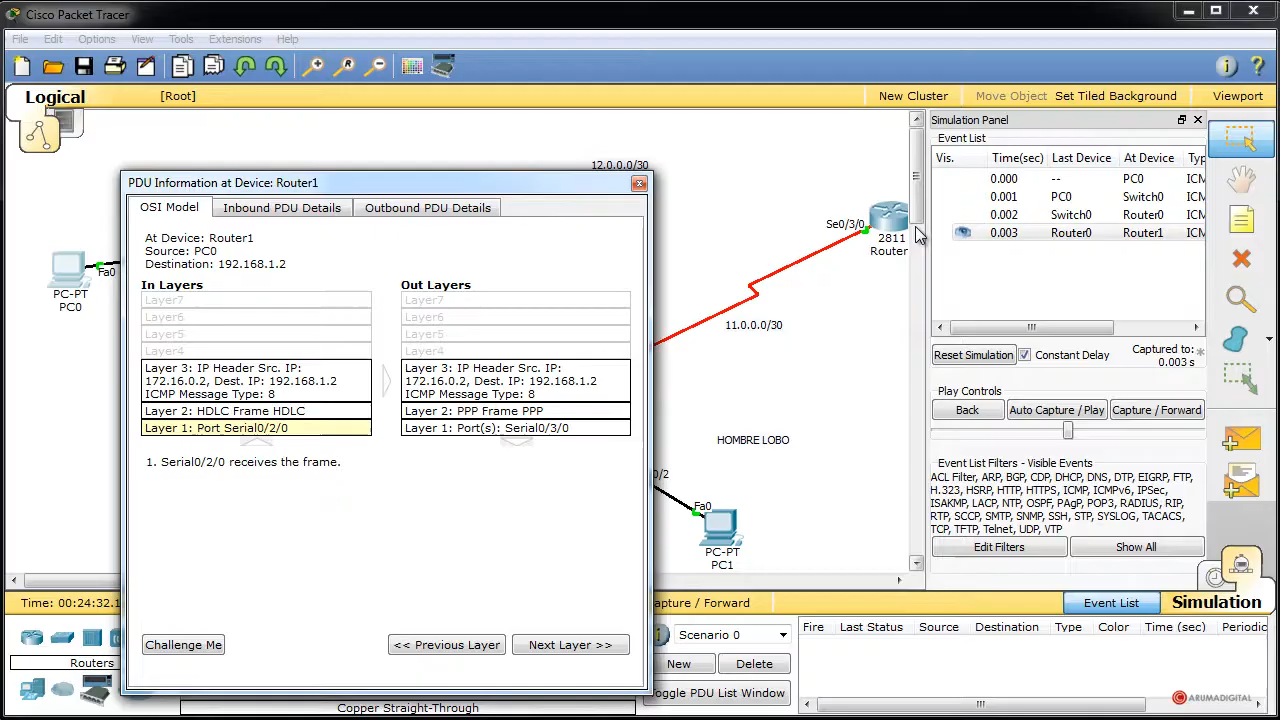 Cisco Packet Tracer
File Edit Options View Tools Extensions Help
Logical [Root] New Cluster Move Object Set Tiled Background Viewport
12.0.0.0/30
PDU Information at Device: Router1
OSI Model Inbound PDU Details Outbound PDU Details
At Device: Router1
Source: PC0
Destination: 192.168.1.2
In Layers Out Layers
Layer7 Layer7
Layer6 Layer6
Layer5 Layer5
Layer4 Layer4
Layer 3: IP Header Src. IP: 172.16.0.2, Dest. IP: 192.168.1.2 ICMP Message Type: 8
Layer 3: IP Header Src. IP: 172.16.0.2, Dest. IP: 192.168.1.2 ICMP Message Type: 8
Layer 2: HDLC Frame HDLC Layer 2: PPP Frame PPP
Layer 1: Port Serial0/2/0 Layer 1: Port(s): Serial0/3/0
1. Serial0/2/0 receives the frame.
Challenge Me << Previous Layer Next Layer >>
Fa0
PC-PT
PC0
Se0/3/0
2811
Router
11.0.0.0/30
HOMBRE LOBO
0/2
Fa0
PC-PT
PC1
Simulation Panel
Event List
Vis. Time(sec) Last Device At Device Typ
0.000 -- PC0 ICM
0.001 PC0 Switch0 ICM
0.002 Switch0 Router0 ICM
0.003 Router0 Router1 ICM
Reset Simulation Constant Delay Captured to: *
0.003 s
Play Controls
Back Auto Capture / Play Capture / Forward
Event List Filters - Visible Events
ACL Filter, ARP, BGP, CDP, DHCP, DNS, DTP, EIGRP, FTP,
H.323, HSRP, HTTP, HTTPS, ICMP, ICMPv6, IPSec,
ISAKMP, LACP, NTP, OSPF, PAgP, POP3, RADIUS, RIP,
RTP, SCCP, SMTP, SNMP, SSH, STP, SYSLOG, TACACS,
TCP, TFTP, Telnet, UDP, VTP
Edit Filters Show All
Time: 00:24:32.1 apture / Forward Event List Simulation
Routers
Copper Straight-Through
Scenario 0
New Delete
oggle PDU List Window
Fire Last Status Source Destination Type Color Time (sec) Periodic
ARUMADIGITAL